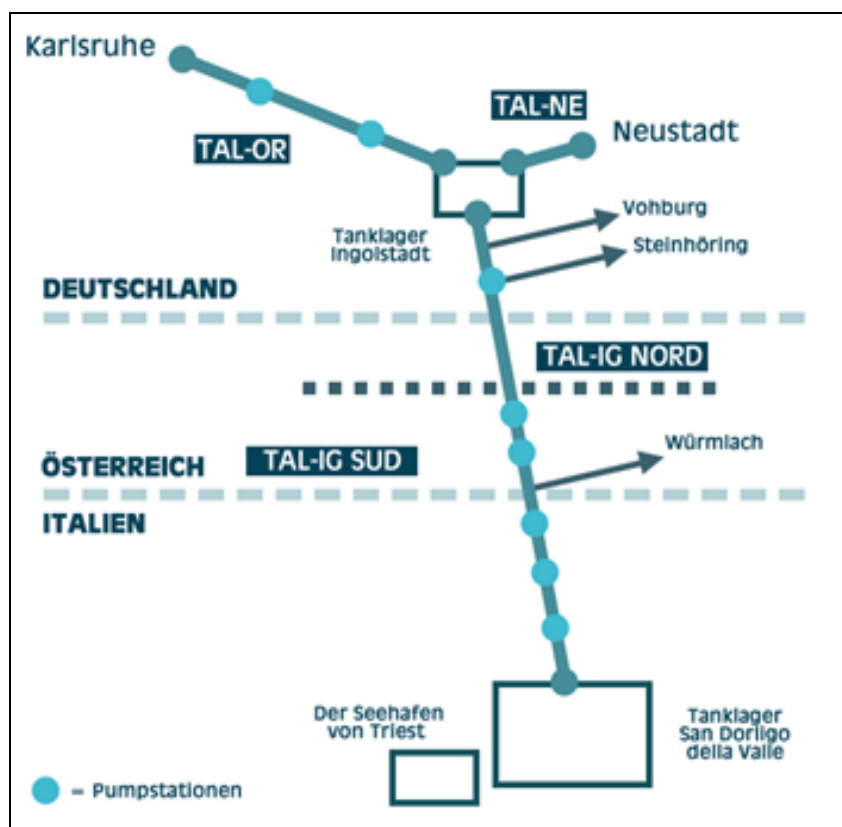 Karlsruhe
TAL-NE
Neustadt
TAL-OR
Vohburg
Tanklager
Ingolstadt
Steinhöring
DEUTSCHLAND
TAL-IG NORD
Würmlach
ÖSTERREICH
TAL-IG SUD
ITALIEN
Der Seehafen
von Triest
Tanklager
San Dorligo
della Valle
= Pumpstationen